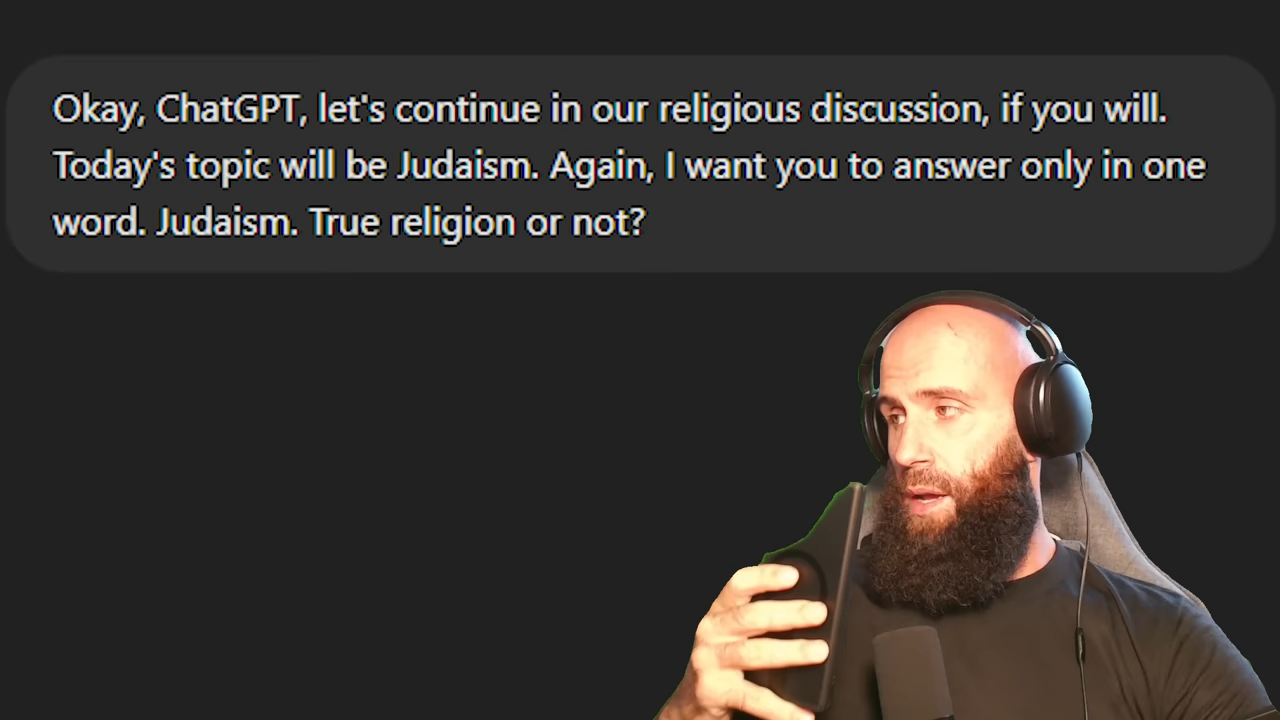 Okay, ChatGPT, let's continue in our religious discussion, if you will.
Today's topic will be Judaism. Again, I want you to answer only in one
word. Judaism. True religion or not?